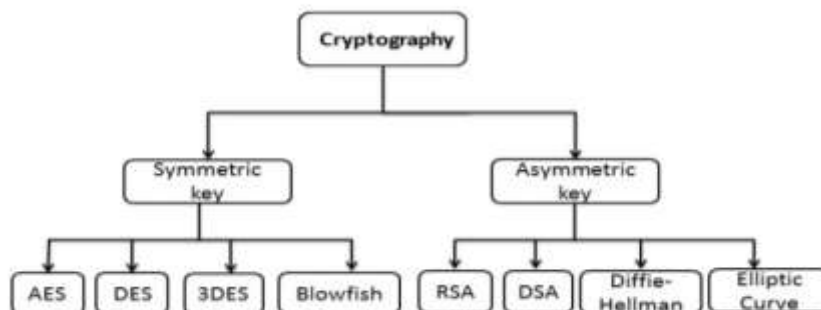 Cryptography
Symmetric
key
Asymmetric
key
AES
DES
3DES
Blowfish
RSA
DSA
Diffie-
Hellman
Elliptic
Curve